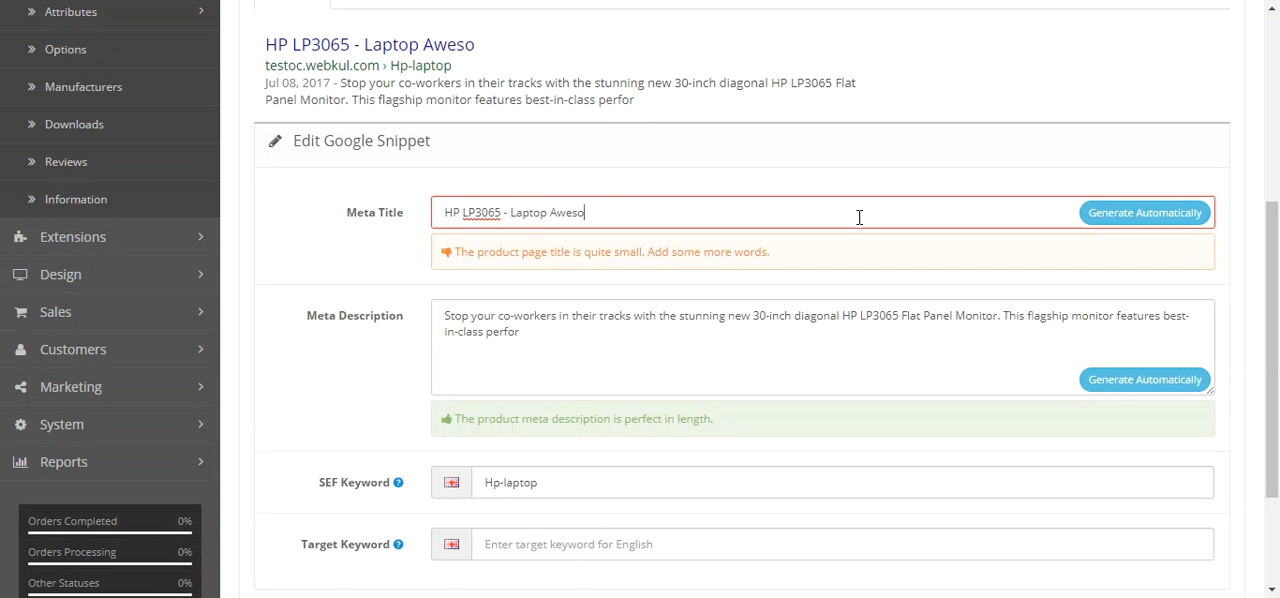 Attributes
Options
Manufacturers
Downloads
Reviews
Information
Extensions
Design
Sales
Customers
Marketing
System
Reports
Orders Completed 0%
Orders Processing 0%
Other Statuses 0%
HP LP3065 - Laptop Aweso
testoc.webkul.com › Hp-laptop
Jul 08, 2017 - Stop your co-workers in their tracks with the stunning new 30-inch diagonal HP LP3065 Flat
Panel Monitor. This flagship monitor features best-in-class perfor
Edit Google Snippet
Meta Title
HP LP3065 - Laptop Aweso
Generate Automatically
The product page title is quite small. Add some more words.
Meta Description
Stop your co-workers in their tracks with the stunning new 30-inch diagonal HP LP3065 Flat Panel Monitor. This flagship monitor features best-
in-class perfor
Generate Automatically
The product meta description is perfect in length.
SEF Keyword
Hp-laptop
Target Keyword
Enter target keyword for English